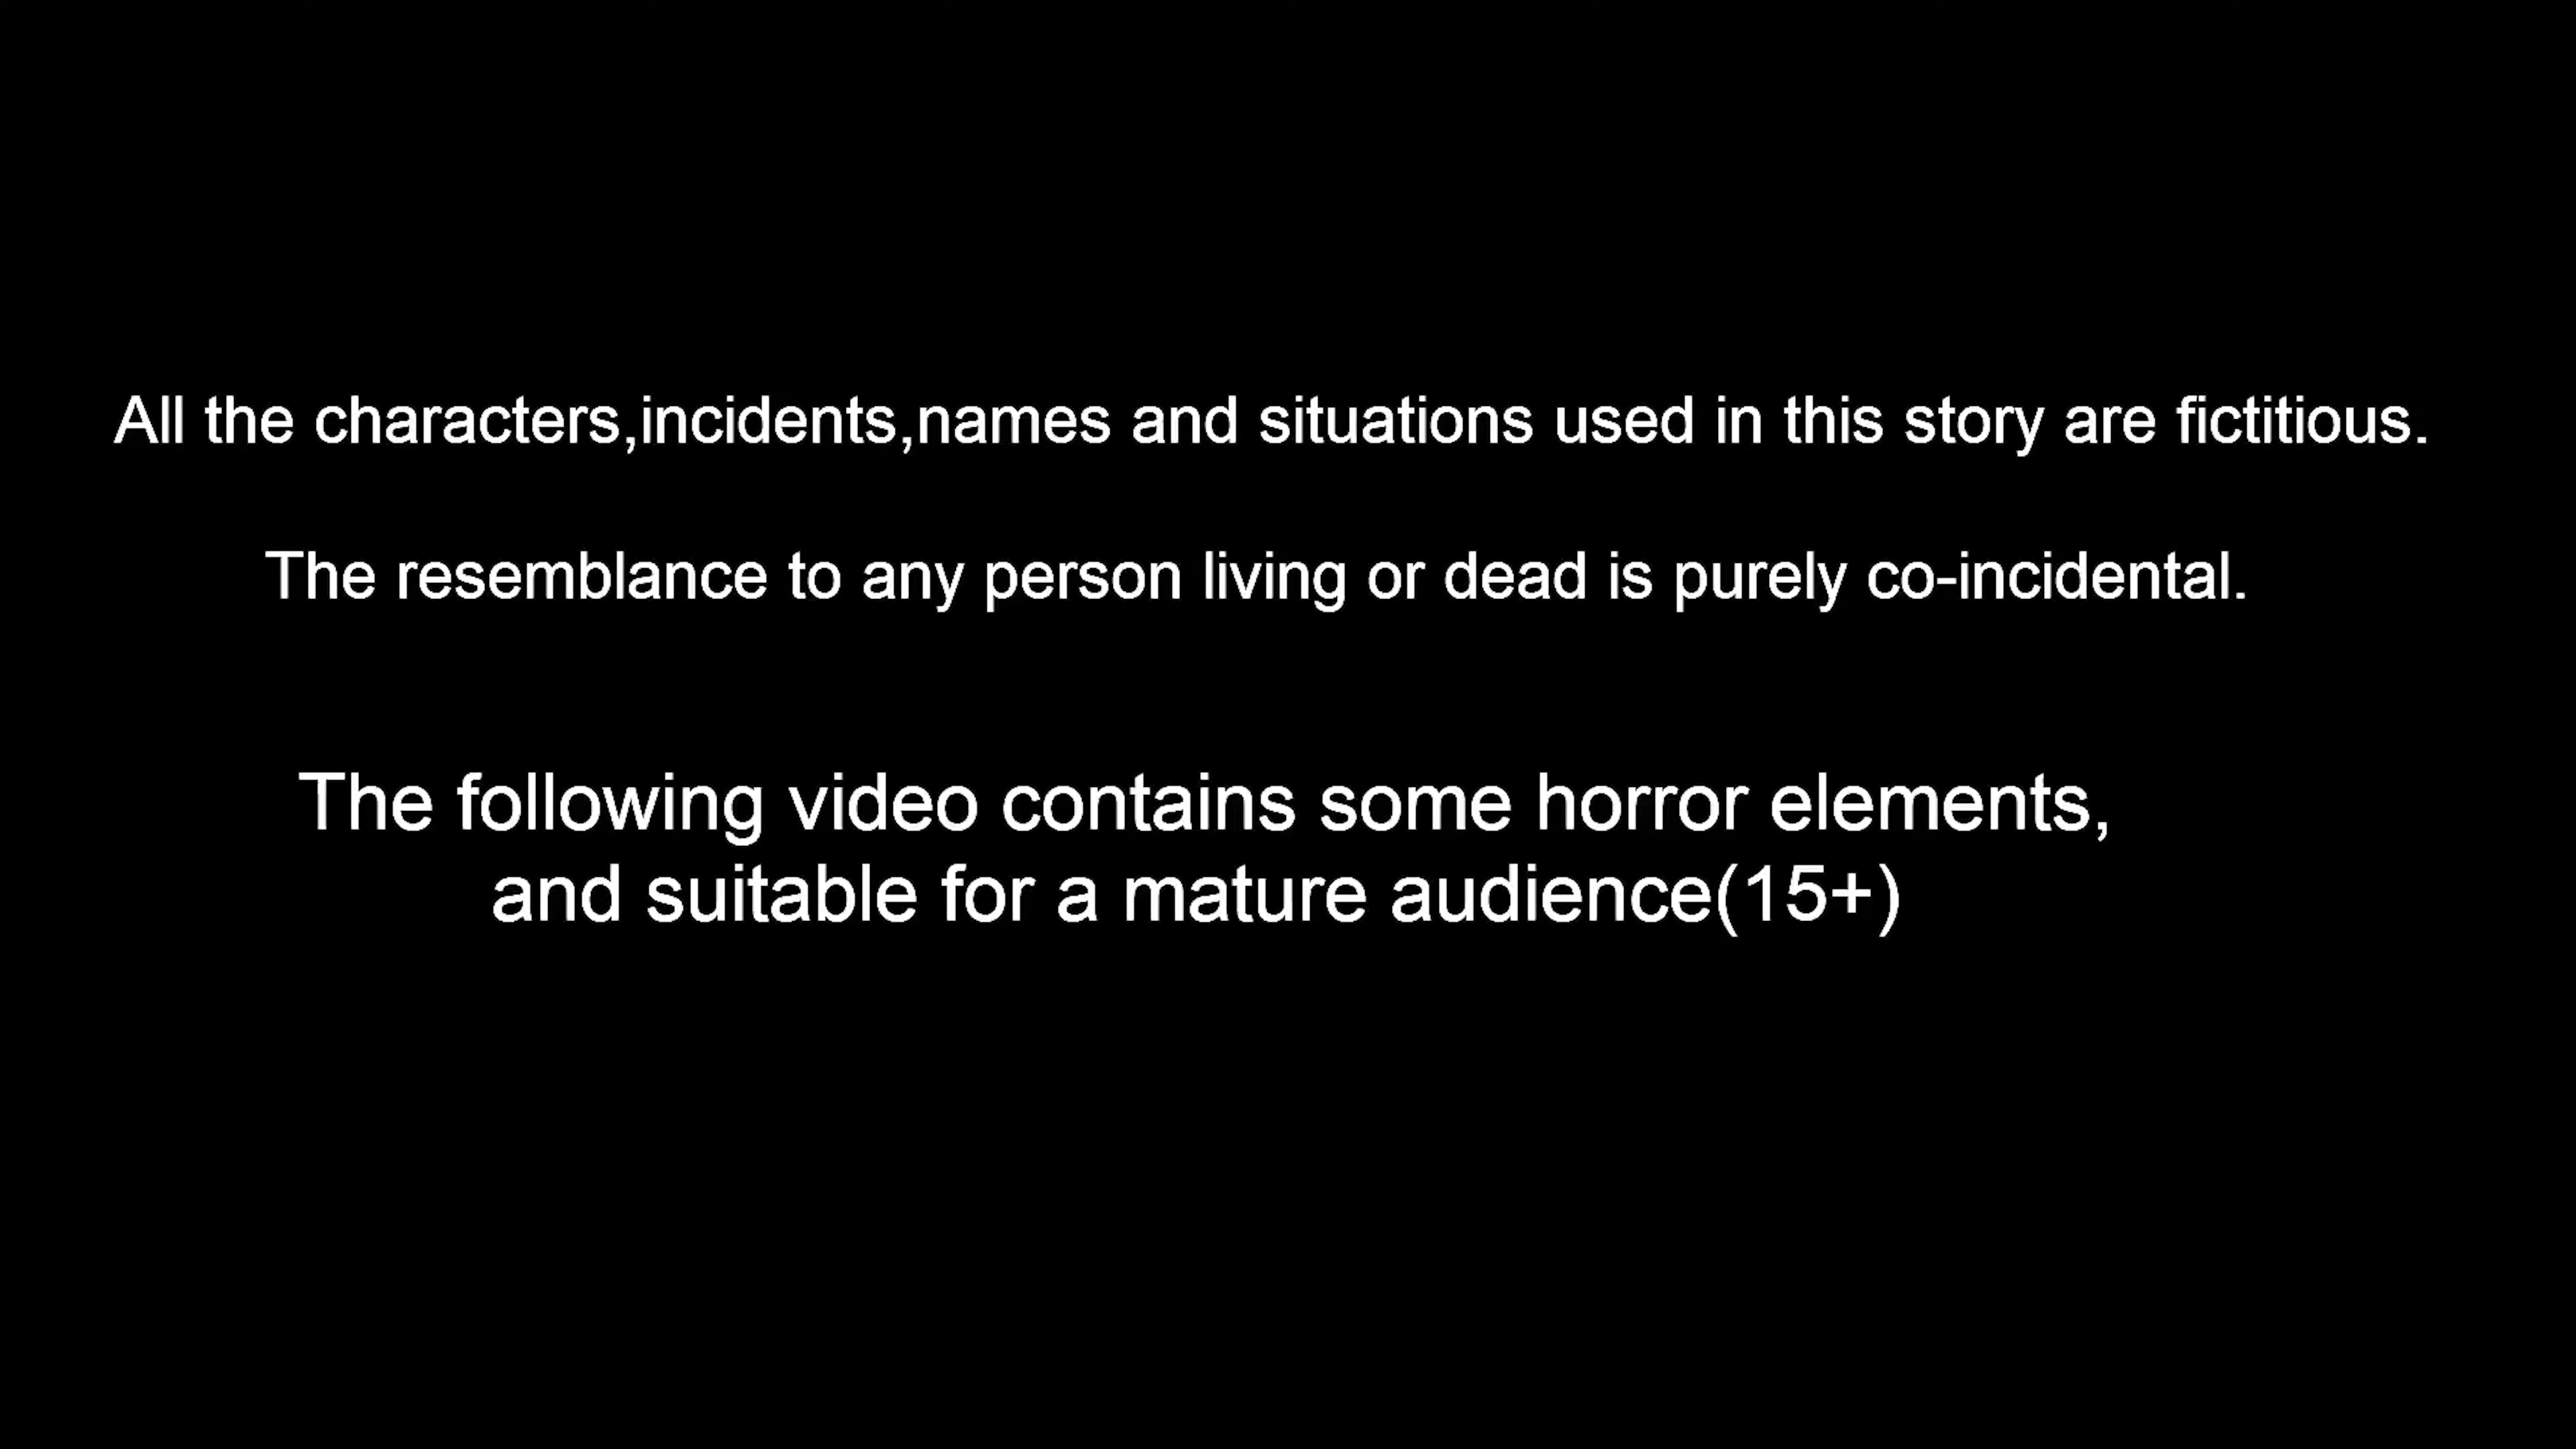 All the characters,incidents,names and situations used in this story are fictitious.
The resemblance to any person living or dead is purely co-incidental.
The following video contains some horror elements,
and suitable for a mature audience(15+)